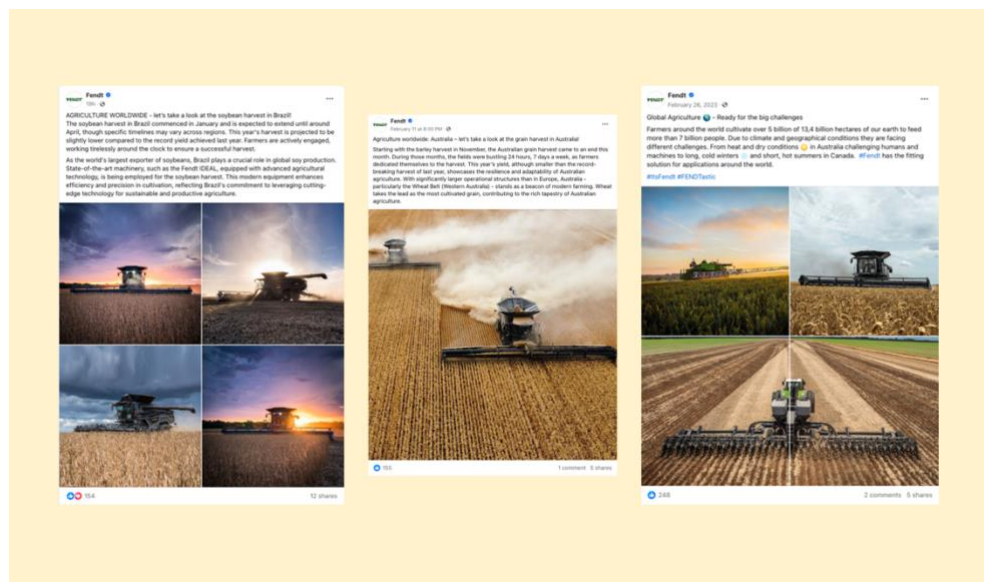 FENDT
Fendt
18h
AGRICULTURE WORLDWIDE – let's take a look at the soybean harvest in Brazil!
The soybean harvest in Brazil commenced in January and is expected to extend until around
April, though specific timelines may vary across regions. This year's harvest is projected to be
slightly lower compared to the record yield achieved last year. Farmers are actively engaged,
working tirelessly around the clock to ensure a successful harvest.
As the world's largest exporter of soybeans, Brazil plays a crucial role in global soy production.
State-of-the-art machinery, such as the Fendt IDEAL, equipped with advanced agricultural
technology, is being employed for the soybean harvest. This modern equipment enhances
efficiency and precision in cultivation, reflecting Brazil's commitment to leveraging cutting-
edge technology for sustainable and productive agriculture.
154
12 shares
FENDT
Fendt
February 11 at 8:00 PM
Agriculture worldwide: Australia – let's take a look at the grain harvest in Australia!
Starting with the barley harvest in November, the Australian grain harvest came to an end this
month. During those months, the fields were bustling 24 hours, 7 days a week, as farmers
dedicated themselves to the harvest. This year's yield, although smaller than the record-
breaking harvest of last year, showcases the resilience and adaptability of Australian
agriculture. With significantly larger operational structures than in Europe, Australia -
particularly the Wheat Belt (Western Australia) - stands as a beacon of modern farming. Wheat
takes the lead as the most cultivated grain, contributing to the rich tapestry of Australian
agriculture.
155
1 comment 5 shares
FENDT
Fendt
February 28, 2023
Global Agriculture 🌍 - Ready for the big challenges
Farmers around the world cultivate over 5 billion of 13,4 billion hectares of our earth to feed
more than 7 billion people. Due to climate and geographical conditions they are facing
different challenges. From heat and dry conditions in Australia challenging humans and
machines to long, cold winters ❄️ and short, hot summers in Canada. #Fendt has the fitting
solution for applications around the world.
#ItsFendt #FENDTastic
248
2 comments 5 shares